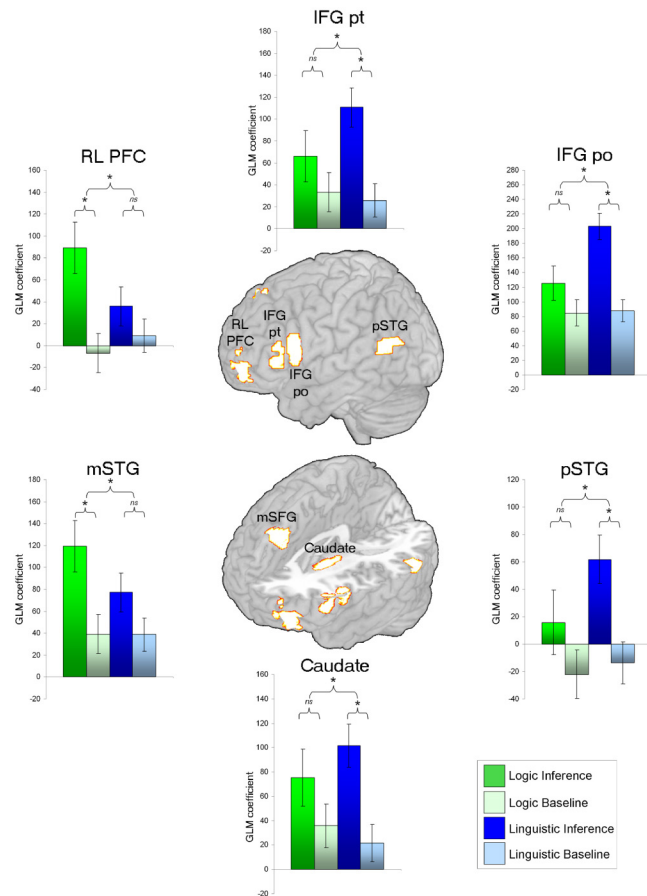 IFG pt
180
160
140
120
100
80
60
40
20
0
-20
GLM coefficient
ns
*
*
RL PFC
160
140
120
100
80
60
40
20
0
-20
-40
GLM coefficient
*
*
ns
IFG po
280
260
240
220
200
180
160
140
120
100
80
60
40
20
0
-20
GLM coefficient
ns
*
*
RL
PFC
IFG
pt
IFG
po
pSTG
mSTG
180
160
140
120
100
80
60
40
20
0
-20
GLM coefficient
*
*
ns
mSFG
Caudate
pSTG
160
140
120
100
80
60
40
20
0
-20
-40
GLM coefficient
ns
*
*
Caudate
160
140
120
100
80
60
40
20
0
-20
GLM coefficient
ns
*
*
Logic Inference
Logic Baseline
Linguistic Inference
Linguistic Baseline